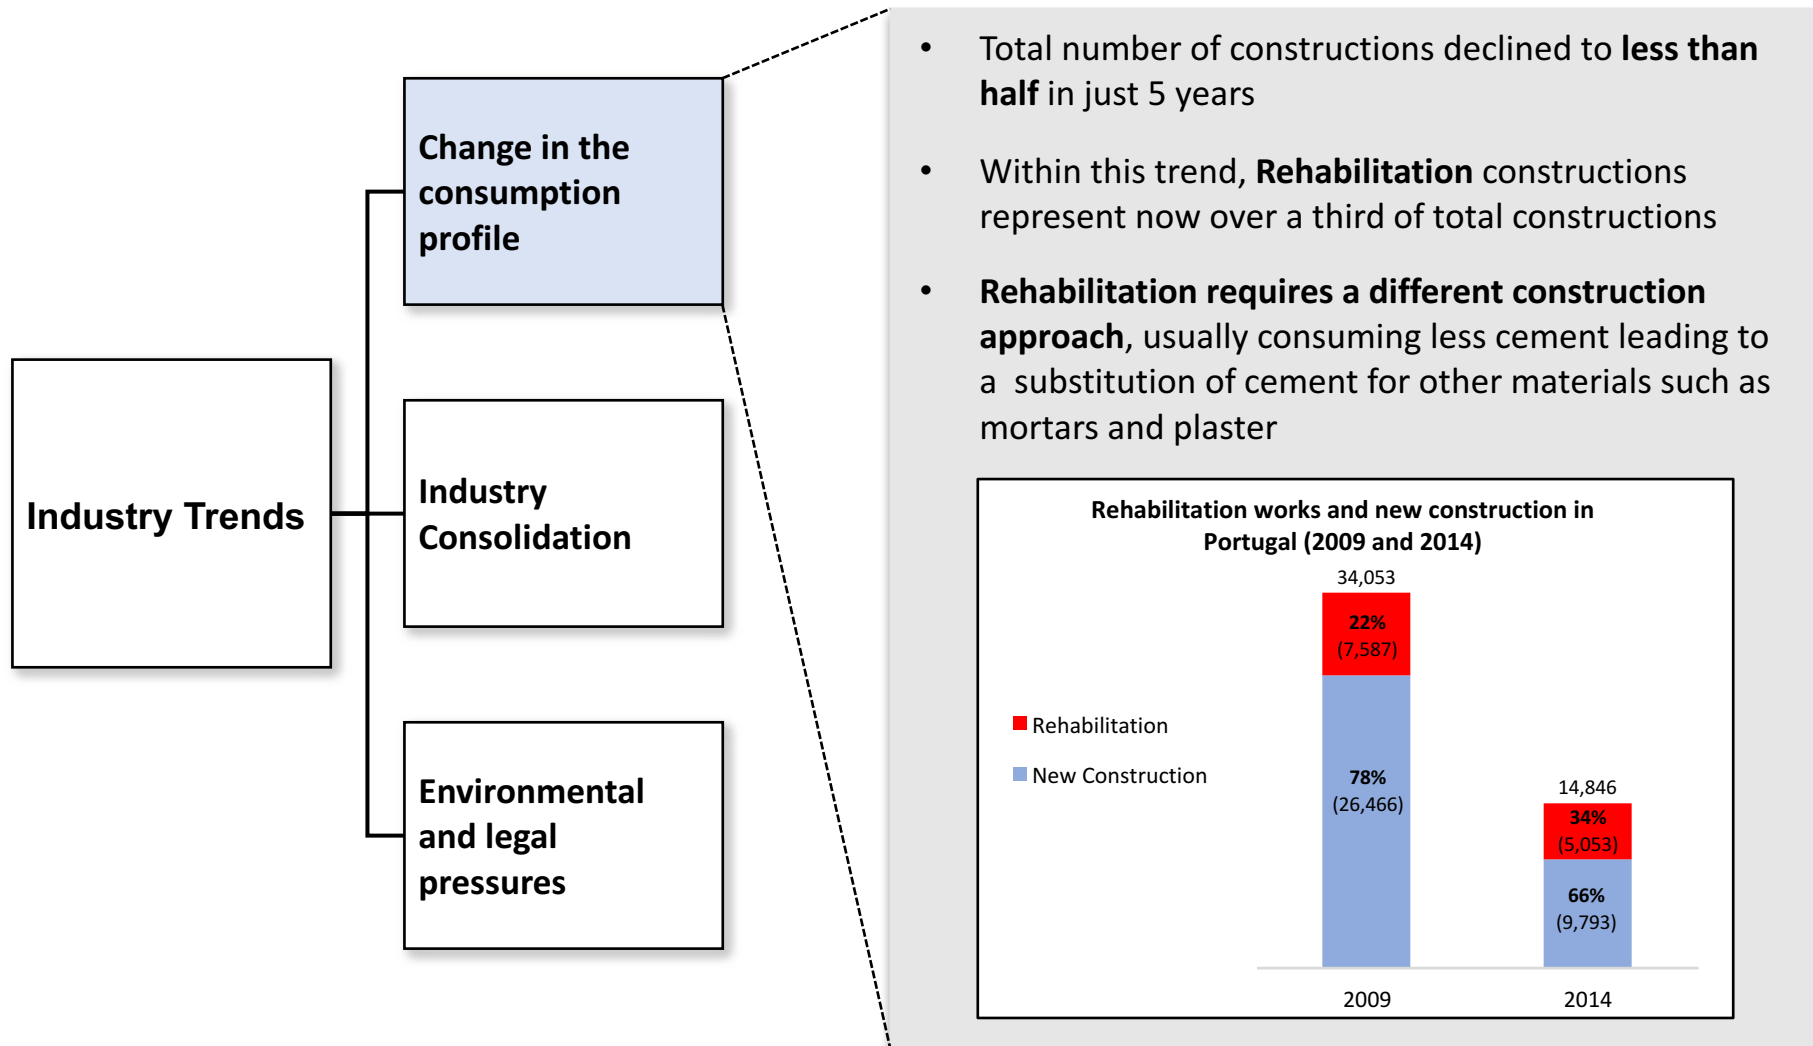 Industry Trends
Change in the
consumption
profile
Industry
Consolidation
Environmental
and legal
pressures
• Total number of constructions declined to less than
half in just 5 years
• Within this trend, Rehabilitation constructions
represent now over a third of total constructions
• Rehabilitation requires a different construction
approach, usually consuming less cement leading to
a substitution of cement for other materials such as
mortars and plaster
Rehabilitation works and new construction in
Portugal (2009 and 2014)
34,053
22%
(7,587)
Rehabilitation
New Construction
78%
(26,466)
14,846
34%
(5,053)
66%
(9,793)
2009
2014